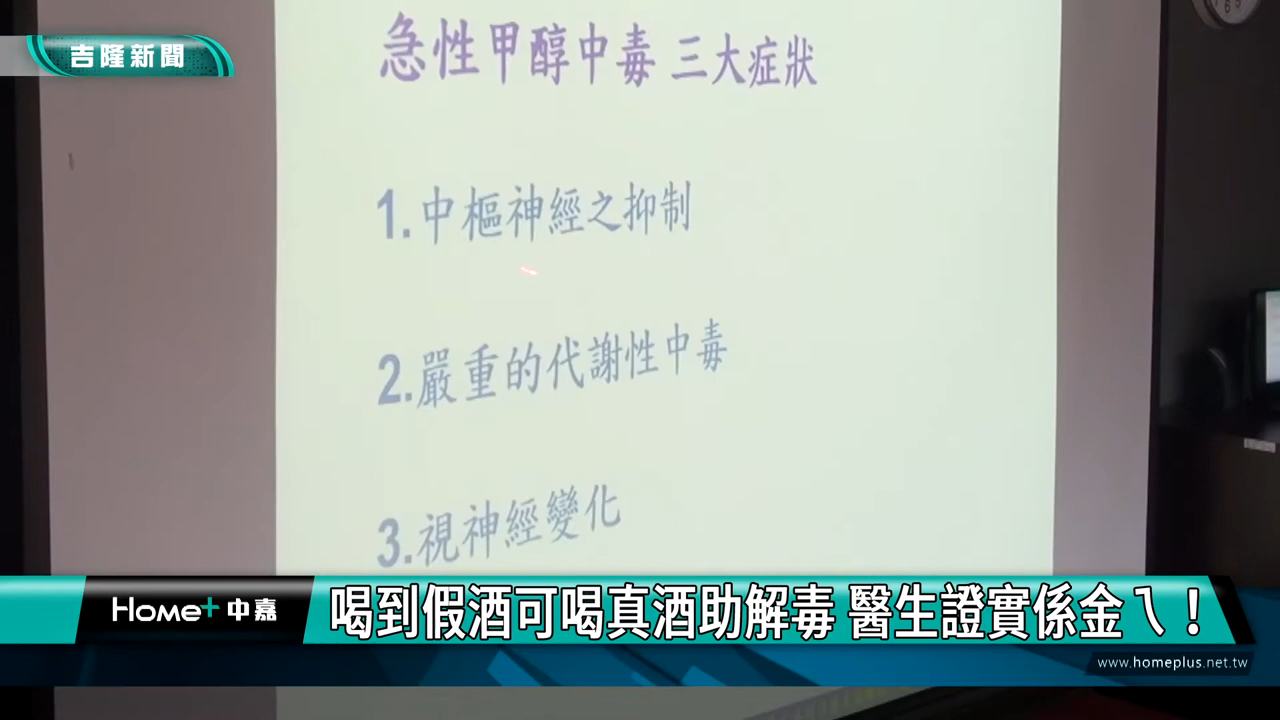 吉隆新聞
急性甲醇中毒 三大症狀
1.中樞神經之抑制
2.嚴重的代謝性中毒
3.視神經變化
Home+中嘉
喝到假酒可喝真酒助解毒 醫生證實係金ㄟ！
www.homeplus.net.tw